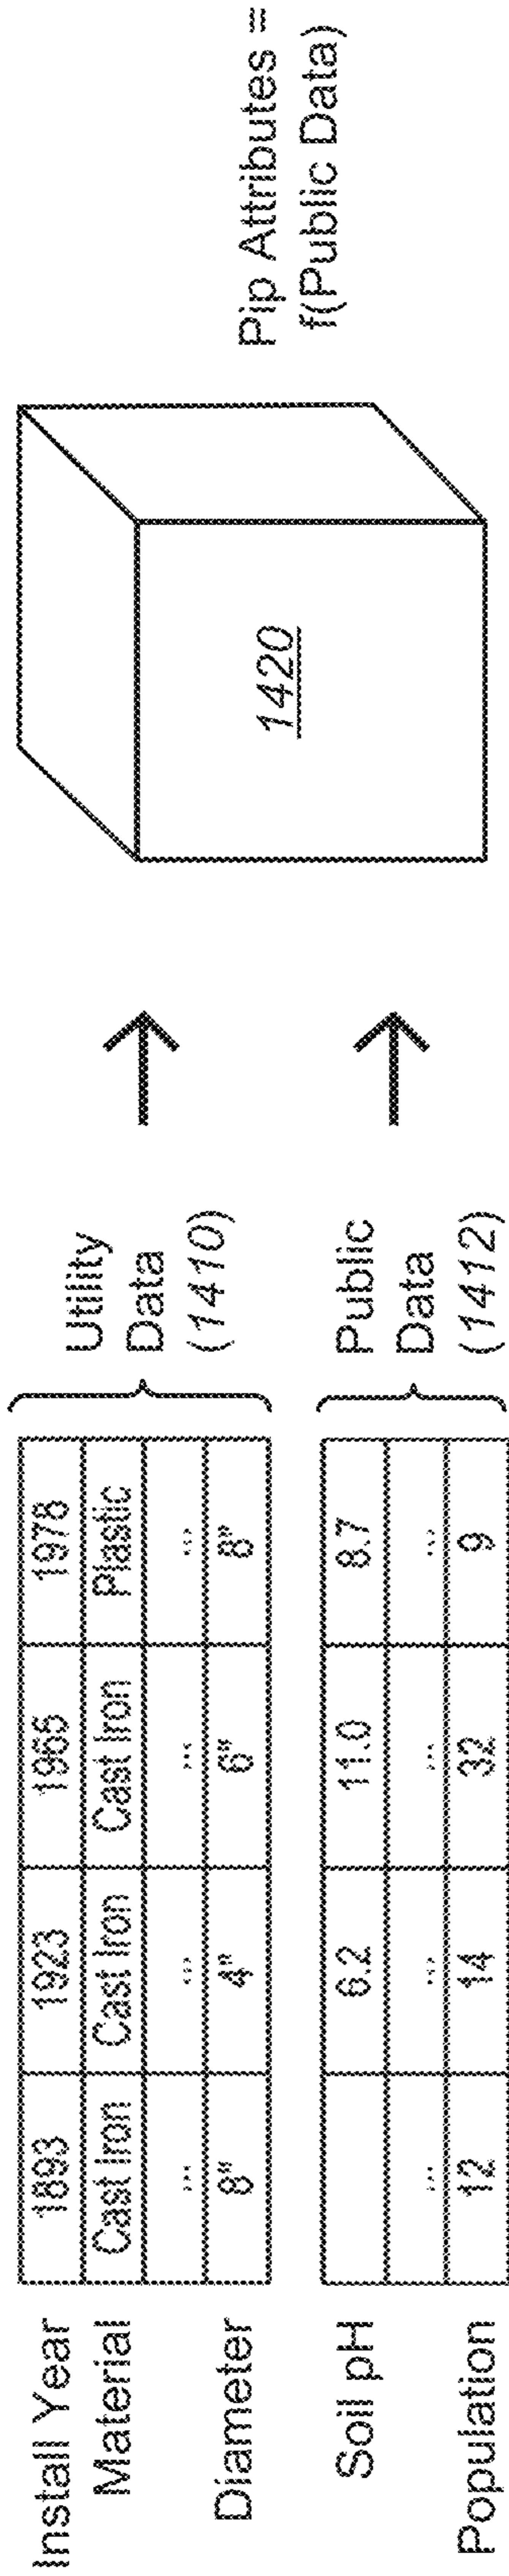 Install Year 1893 1923 1965 1978
Material Cast Iron Cast Iron Cast Iron Plastic
... ... ... ...
Diameter 8" 4" 6" 8"
Utility
Data
(1410)
Soil pH 6.2 11.0 8.7
... ... ... ...
Population 12 14 32 9
Public
Data
(1412)
1420
Pip Attributes =
f(Public Data)